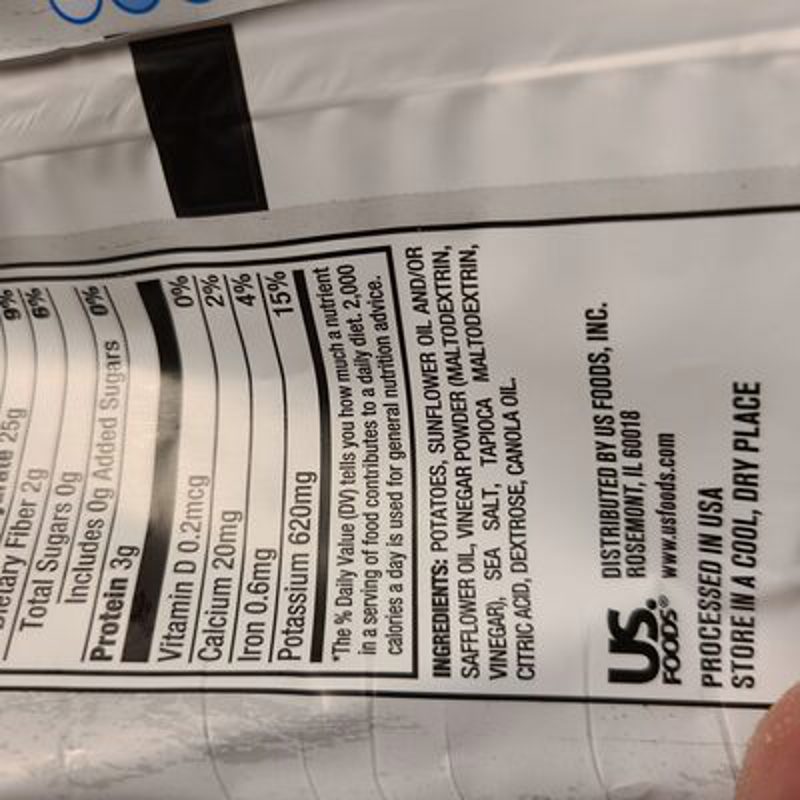 25g 9%
Dietary Fiber 2g 6%
Total Sugars 0g
Includes 0g Added Sugars 0%
Protein 3g
Vitamin D 0.2mcg 0%
Calcium 20mg 2%
Iron 0.6mg 4%
Potassium 620mg 15%
*The % Daily Value (DV) tells you how much a nutrient
in a serving of food contributes to a daily diet. 2,000
calories a day is used for general nutrition advice.
INGREDIENTS: POTATOES, SUNFLOWER OIL AND/OR
SAFFLOWER OIL, VINEGAR POWDER (MALTODEXTRIN,
VINEGAR), SEA SALT, TAPIOCA MALTODEXTRIN,
CITRIC ACID, DEXTROSE, CANOLA OIL.
US.
FOODS®
DISTRIBUTED BY US FOODS, INC.
ROSEMONT, IL 60018
www.usfoods.com
PROCESSED IN USA
STORE IN A COOL, DRY PLACE